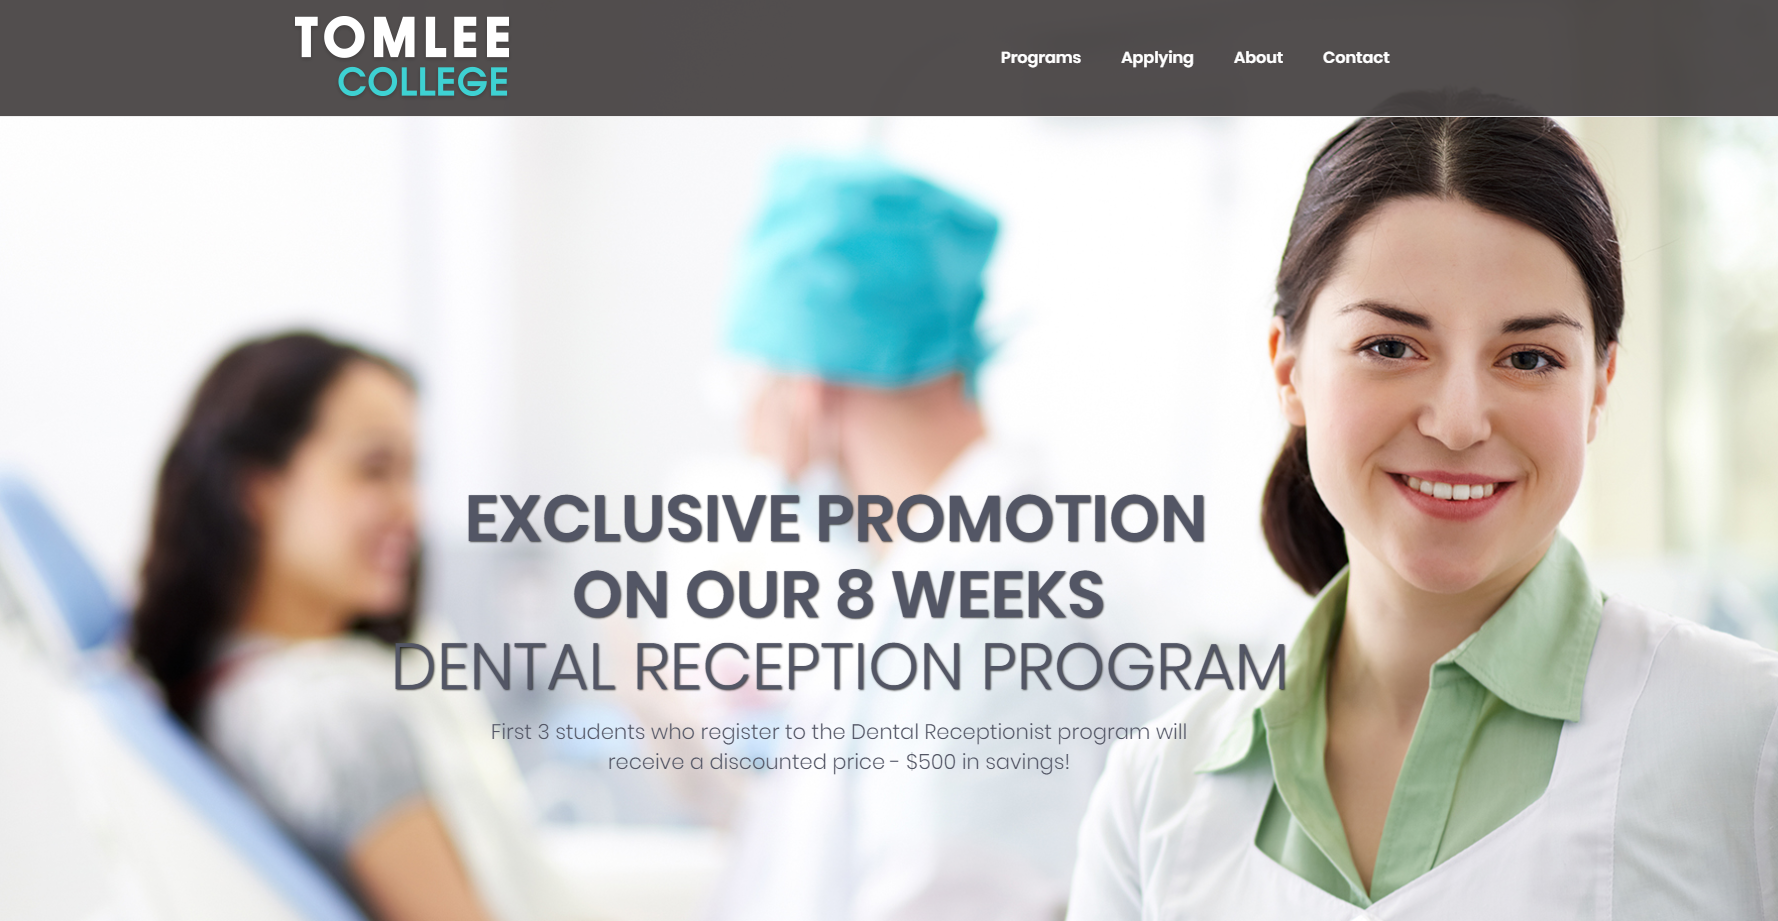 TOMLEE
COLLEGE
Programs Applying About Contact
EXCLUSIVE PROMOTION
ON OUR 8 WEEKS
DENTAL RECEPTION PROGRAM
First 3 students who register to the Dental Receptionist program will
receive a discounted price - $500 in savings!